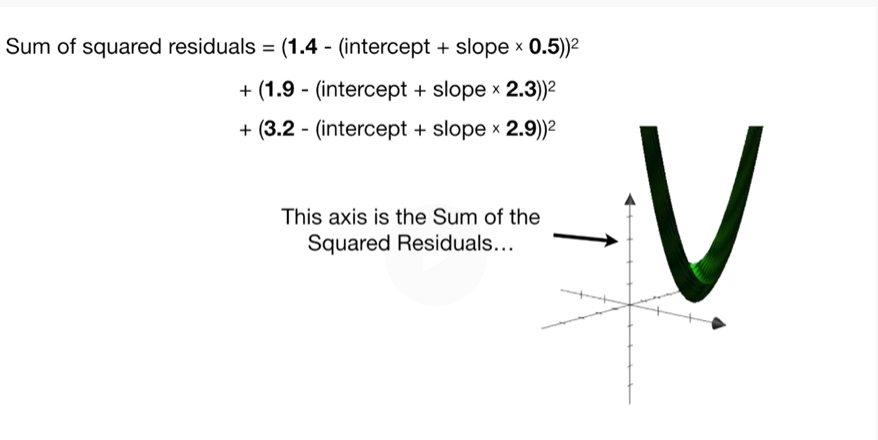 Sum of squared residuals = (1.4 - (intercept + slope × 0.5))²
+ (1.9 - (intercept + slope × 2.3))²
+ (3.2 - (intercept + slope × 2.9))²
This axis is the Sum of the
Squared Residuals…